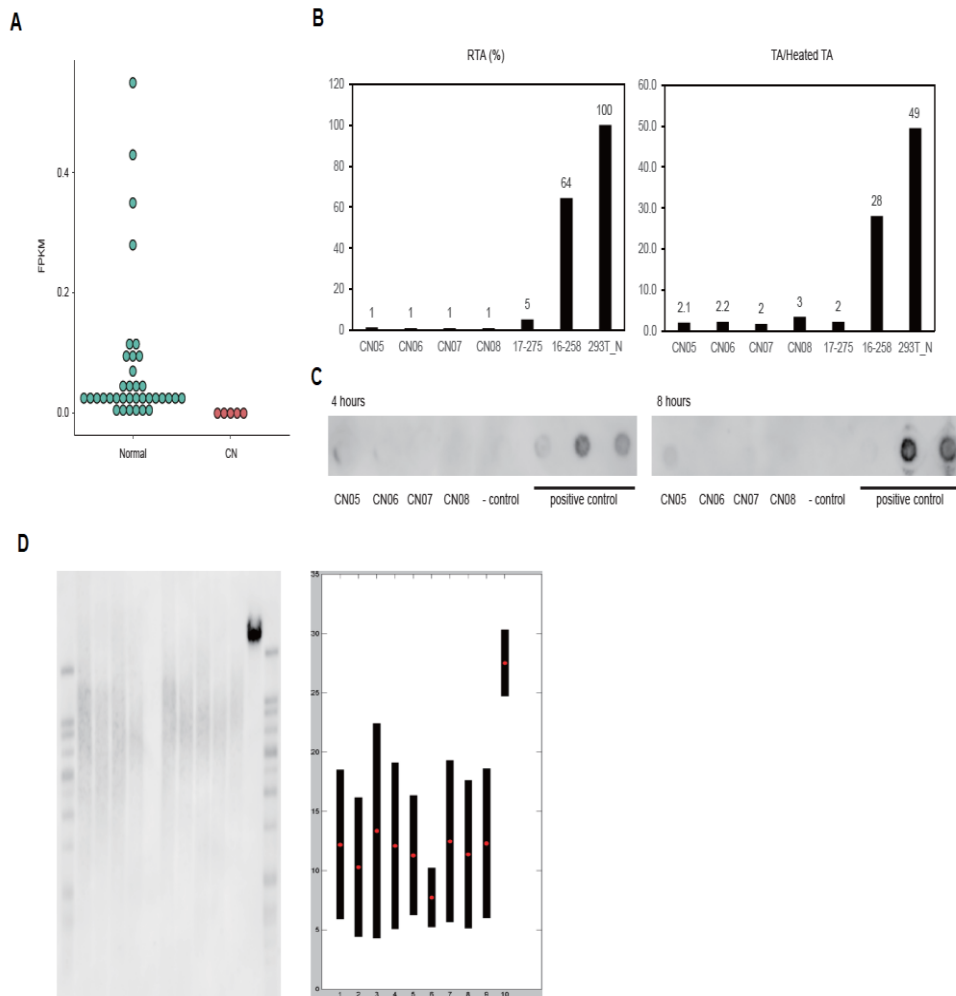 A
FPKM
0.4
0.2
0.0
Normal CN
B
RTA (%)
120
100
80
60
40
20
0
1 1 1 1 5 64 100
CN05 CN06 CN07 CN08 17-275 16-258 293T_N
TA/Heated TA
60.0
50.0
40.0
30.0
20.0
10.0
0.0
2.1 2.2 2 3 2 28 49
CN05 CN06 CN07 CN08 17-275 16-258 293T_N
C
4 hours
CN05 CN06 CN07 CN08 - control positive control
8 hours
CN05 CN06 CN07 CN08 - control positive control
D
35
30
25
20
15
10
5
0
1 2 3 4 5 6 7 8 9 10